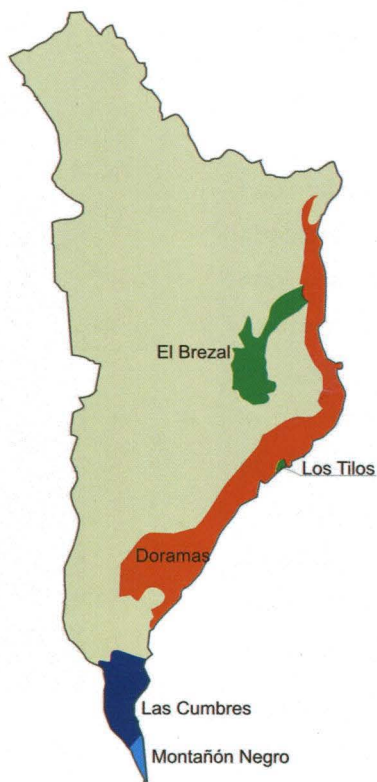 El Brezal
Los Tilos
Doramas
Las Cumbres
Montañón Negro